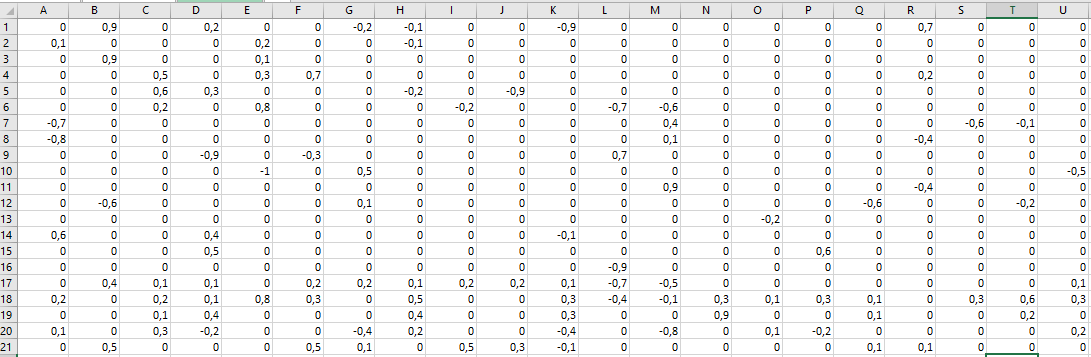 A B C D E F G H I J K L M N O P Q R S T U
1 0 0,9 0 0,2 0 0 -0,2 -0,1 0 0 -0,9 0 0 0 0 0 0 0,7 0 0 0
2 0,1 0 0 0 0,2 0 0 -0,1 0 0 0 0 0 0 0 0 0 0 0 0 0
3 0 0,9 0 0 0,1 0 0 0 0 0 0 0 0 0 0 0 0 0 0 0 0
4 0 0 0,5 0 0,3 0,7 0 0 0 0 0 0 0 0 0 0 0 0,2 0 0 0
5 0 0 0,6 0,3 0 0 0 -0,2 0 -0,9 0 0 0 0 0 0 0 0 0 0 0
6 0 0 0,2 0 0,8 0 0 0 -0,2 0 0 -0,7 -0,6 0 0 0 0 0 0 0 0
7 -0,7 0 0 0 0 0 0 0 0 0 0 0 0,4 0 0 0 0 0 -0,6 -0,1 0
8 -0,8 0 0 0 0 0 0 0 0 0 0 0 0,1 0 0 0 0 -0,4 0 0 0
9 0 0 0 -0,9 0 -0,3 0 0 0 0 0 0,7 0 0 0 0 0 0 0 0 0
10 0 0 0 0 -1 0 0,5 0 0 0 0 0 0 0 0 0 0 0 0 0 -0,5
11 0 0 0 0 0 0 0 0 0 0 0 0 0,9 0 0 0 0 -0,4 0 0 0
12 0 -0,6 0 0 0 0 0,1 0 0 0 0 0 0 0 0 0 -0,6 0 0 -0,2 0
13 0 0 0 0 0 0 0 0 0 0 0 0 0 0 -0,2 0 0 0 0 0 0
14 0,6 0 0 0,4 0 0 0 0 0 0 -0,1 0 0 0 0 0 0 0 0 0 0
15 0 0 0 0,5 0 0 0 0 0 0 0 0 0 0 0 0,6 0 0 0 0 0
16 0 0 0 0 0 0 0 0 0 0 0 -0,9 0 0 0 0 0 0 0 0 0
17 0 0,4 0,1 0,1 0 0,2 0,2 0,1 0,2 0,2 0,1 -0,7 -0,5 0 0 0 0 0 0 0 0,1
18 0,2 0 0,2 0,1 0,8 0,3 0 0,5 0 0 0,3 -0,4 -0,1 0,3 0,1 0,3 0,1 0 0,3 0,6 0,3
19 0 0 0,1 0,4 0 0 0 0,4 0 0 0,3 0 0 0,9 0 0 0,1 0 0 0,2 0
20 0,1 0 0,3 -0,2 0 0 -0,4 0,2 0 0 -0,4 0 -0,8 0 0,1 -0,2 0 0 0 0 0,2
21 0 0,5 0 0 0 0,5 0,1 0 0,5 0,3 -0,1 0 0 0 0 0 0,1 0,1 0 0 0